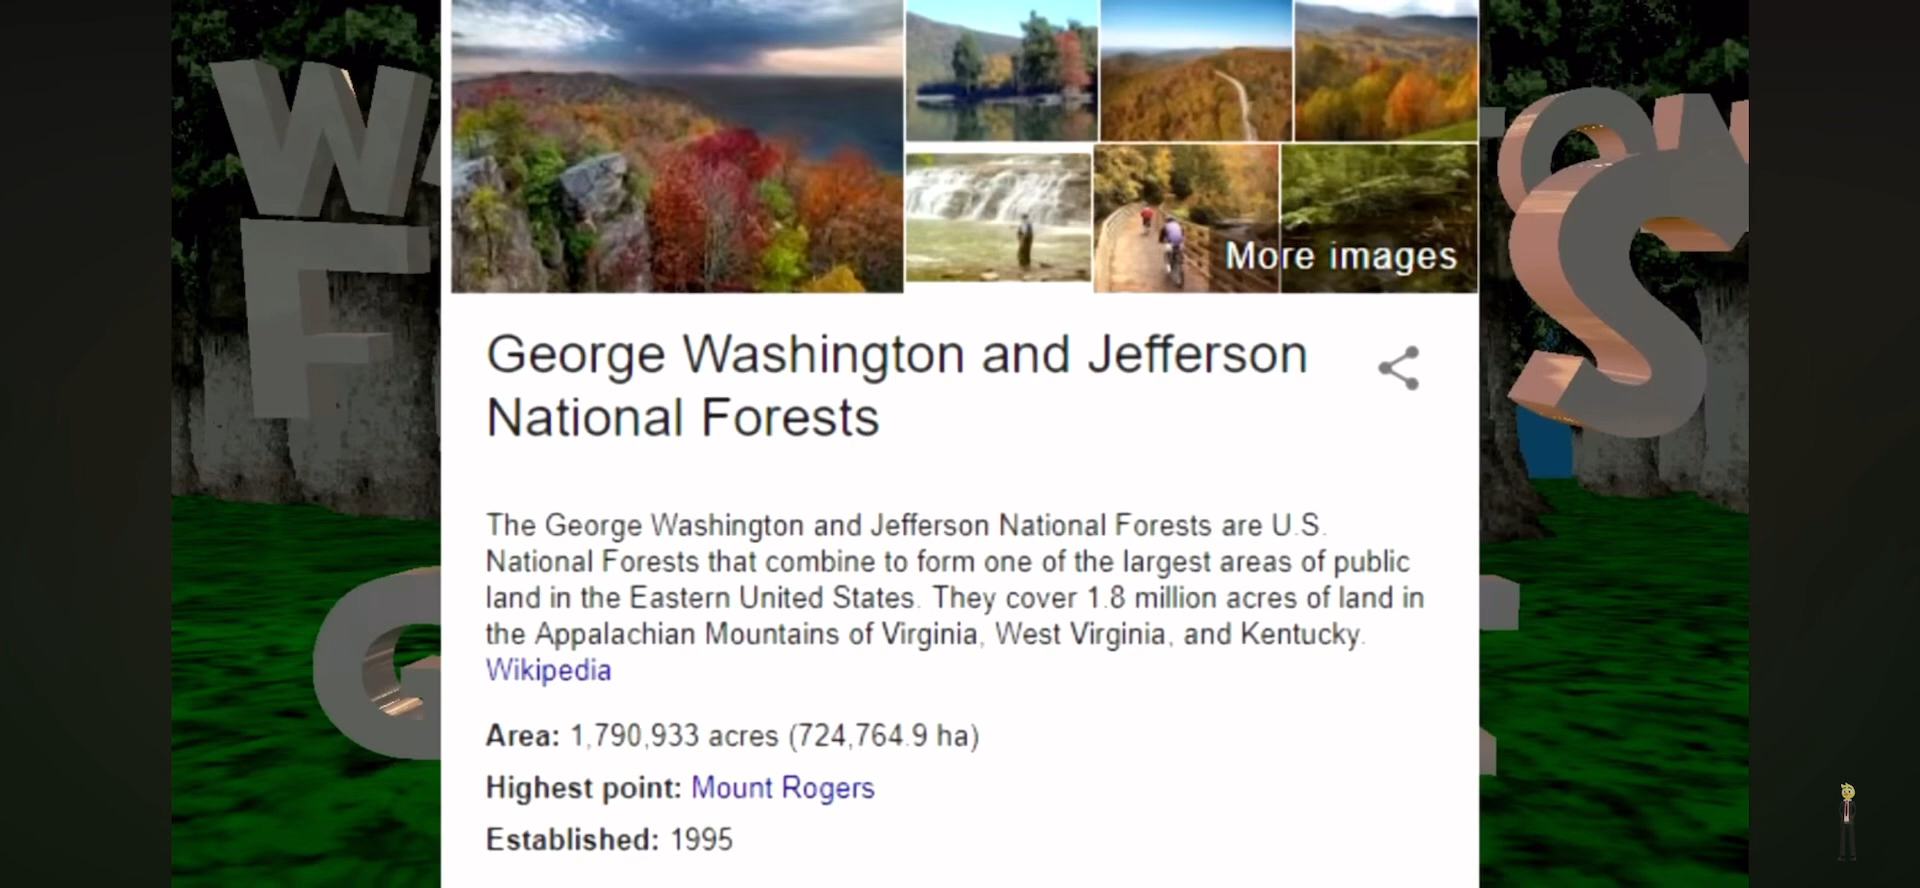 More images
George Washington and Jefferson
National Forests
The George Washington and Jefferson National Forests are U.S.
National Forests that combine to form one of the largest areas of public
land in the Eastern United States. They cover 1.8 million acres of land in
the Appalachian Mountains of Virginia, West Virginia, and Kentucky.
Wikipedia
Area: 1,790,933 acres (724,764.9 ha)
Highest point: Mount Rogers
Established: 1995